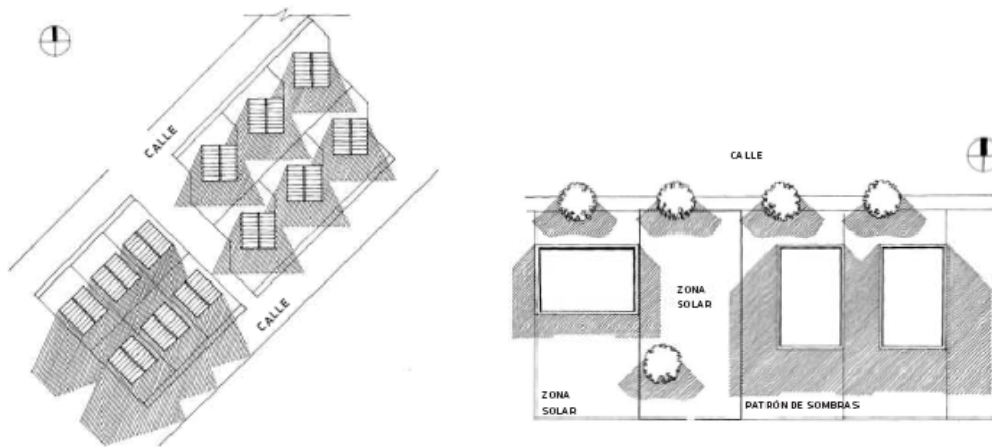 CALLE
CALLE
CALLE
ZONA
SOLAR
ZONA
SOLAR
PATRÓN DE SOMBRAS